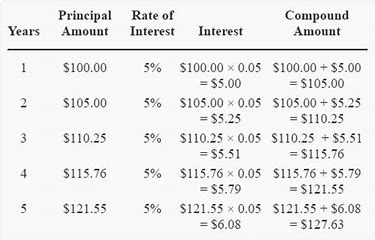 Principal Rate of Compound
Years Amount Interest Interest Amount
1 $100.00 5% $100.00 × 0.05 $100.00 + $5.00
= $5.00 = $105.00
2 $105.00 5% $105.00 × 0.05 $105.00 + $5.25
= $5.25 = $110.25
3 $110.25 5% $110.25 × 0.05 $110.25 + $5.51
= $5.51 = $115.76
4 $115.76 5% $115.76 × 0.05 $115.76 + $5.79
= $5.79 = $121.55
5 $121.55 5% $121.55 × 0.05 $121.55 + $6.08
= $6.08 = $127.63